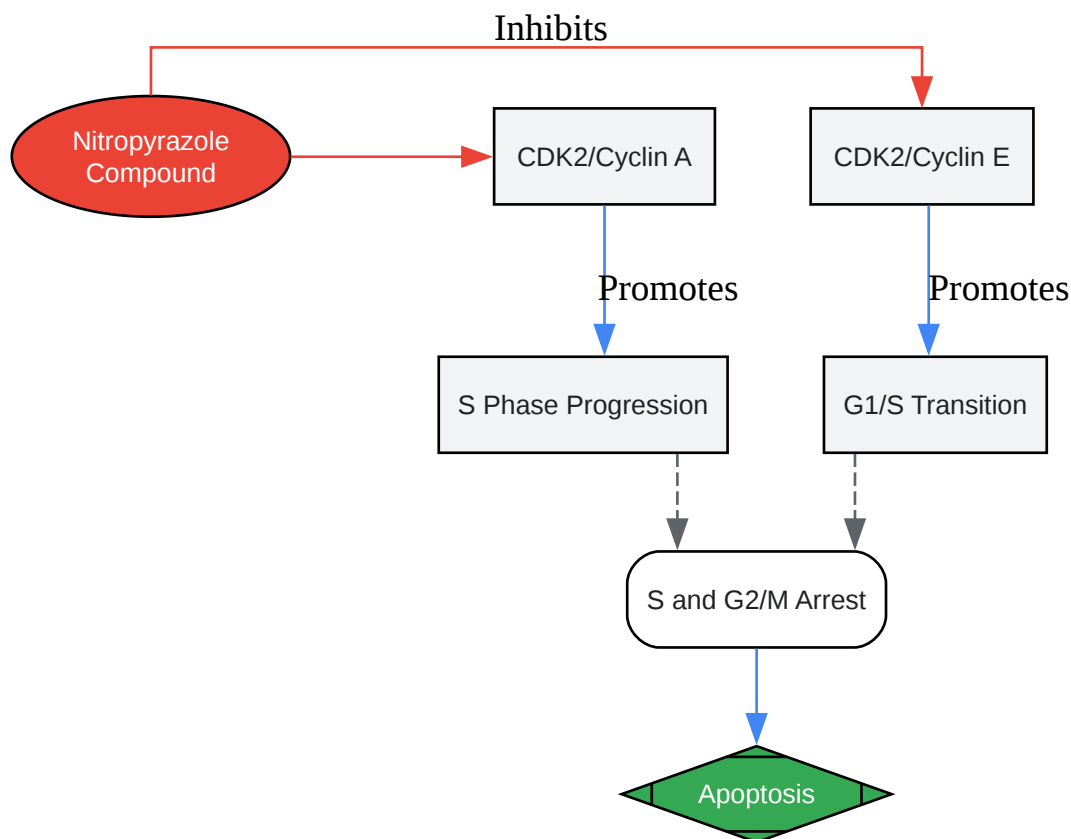 Inhibits
Nitropyrazole
Compound
CDK2/Cyclin A
CDK2/Cyclin E
Promotes
Promotes
S Phase Progression
G1/S Transition
S and G2/M Arrest
Apoptosis